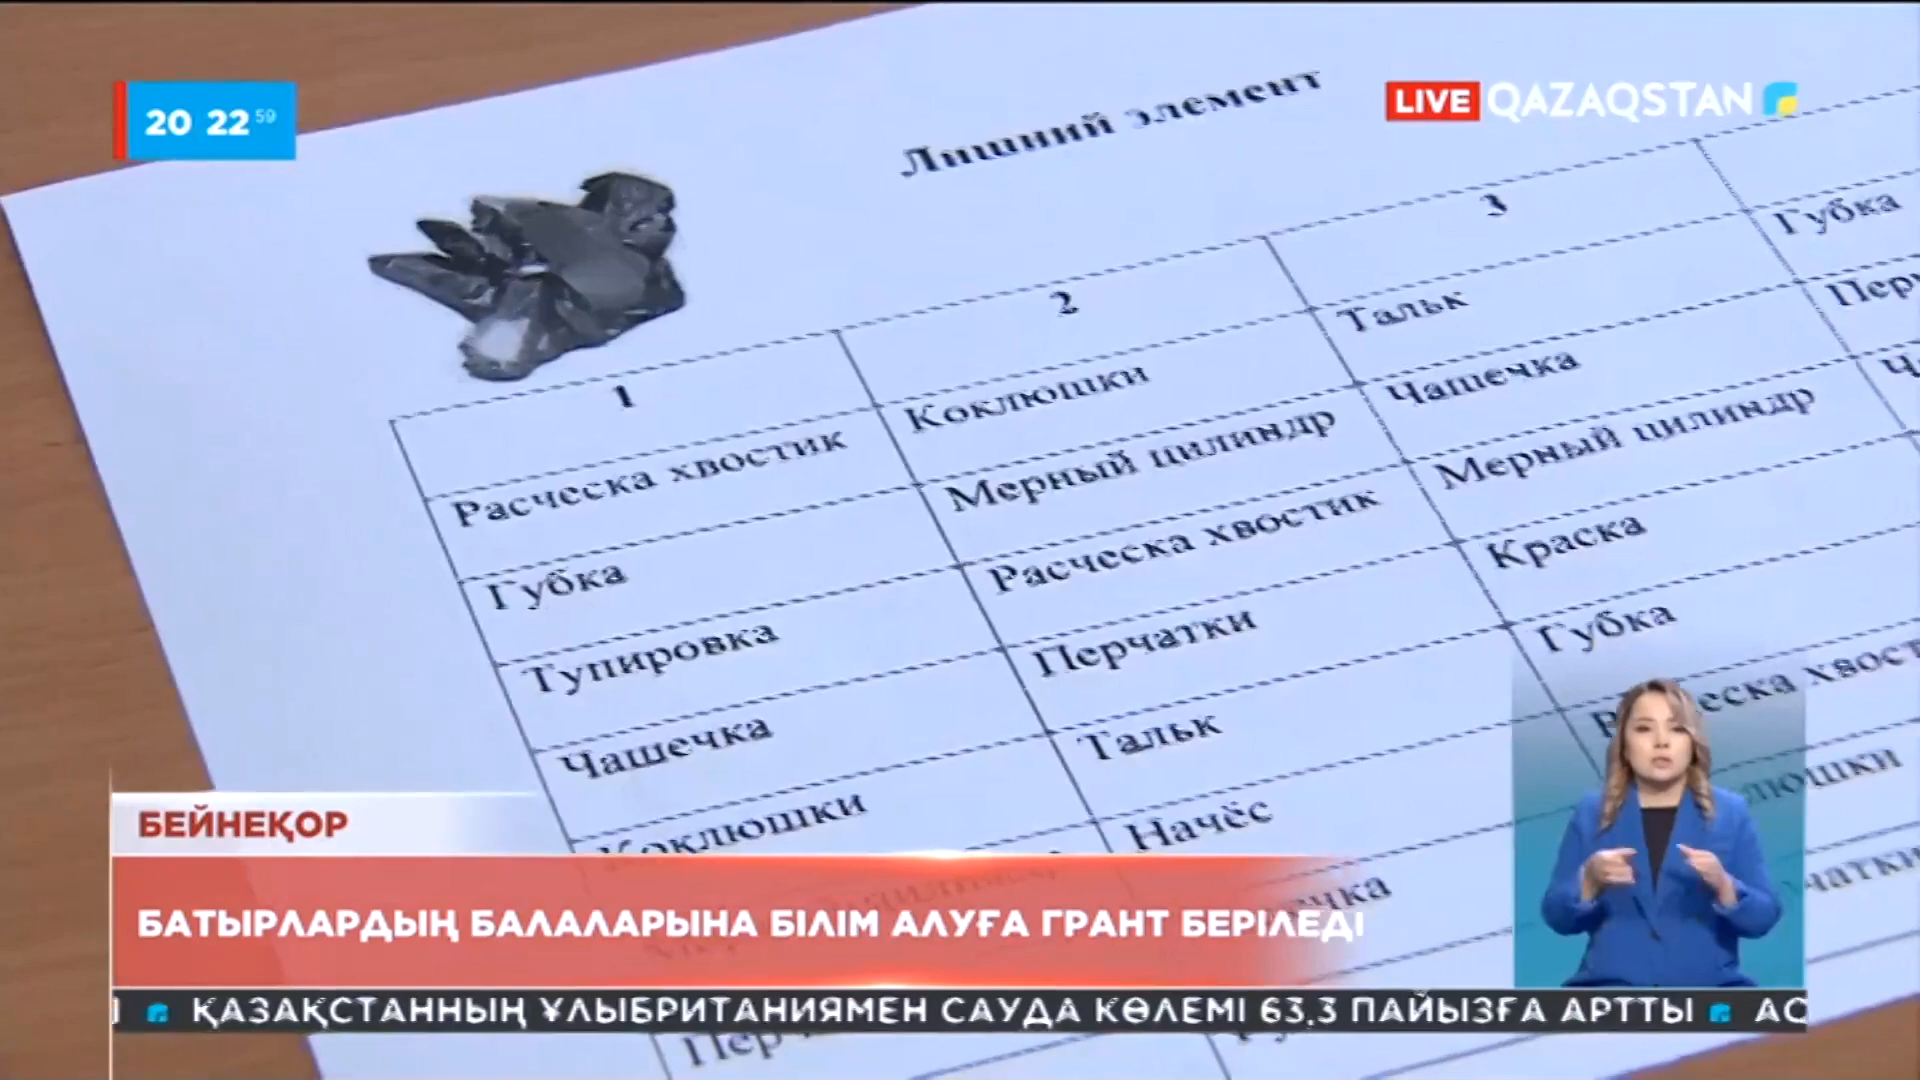 20 22 59
LIVE QAZAQSTAN
Лишний элемент
1
2
3
Расческа хвостик
Коклюшки
Тальк
Губка
Губка
Мерный цилиндр
Чашечка
Тупировка
Расческа хвостик
Мерный цилиндр
Чашечка
Перчатки
Краска
Коклюшки
Тальк
Губка
Начёс
БЕЙНЕҚОР
БАТЫРЛАРДЫҢ БАЛАЛАРЫНА БІЛІМ АЛУҒА ГРАНТ БЕРІЛЕДІ
ҚАЗАҚСТАННЫҢ ҰЛЫБРИТАНИЯМЕН САУДА КӨЛЕМІ 63,3 ПАЙЫЗҒА АРТТЫ